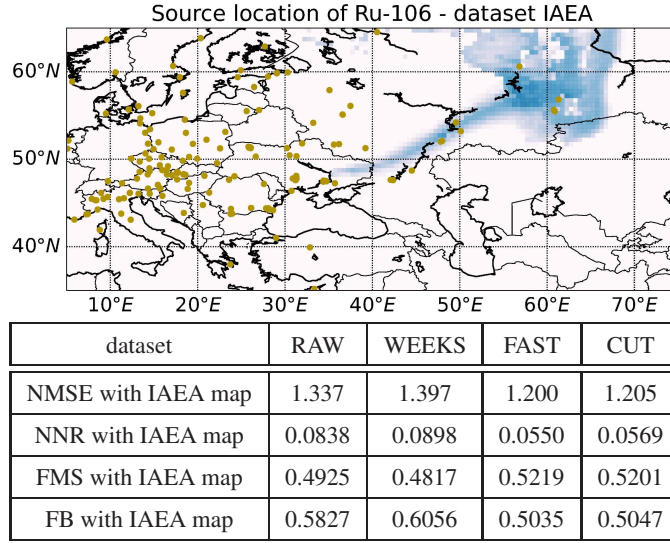 Source location of Ru-106 - dataset IAEA
60°N
50°N
40°N
10°E 20°E 30°E 40°E 50°E 60°E 70°E
dataset RAW WEEKS FAST CUT
NMSE with IAEA map 1.337 1.397 1.200 1.205
NNR with IAEA map 0.0838 0.0898 0.0550 0.0569
FMS with IAEA map 0.4925 0.4817 0.5219 0.5201
FB with IAEA map 0.5827 0.6056 0.5035 0.5047